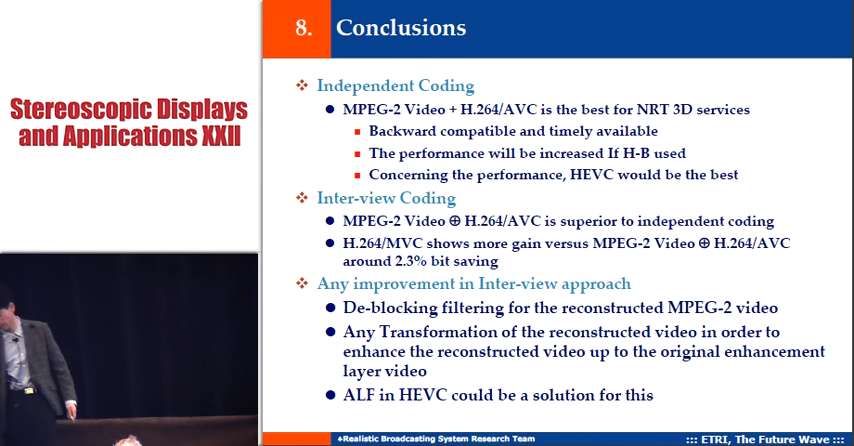 Stereoscopic Displays
and Applications XXII
8. Conclusions
❖ Independent Coding
● MPEG-2 Video + H.264/AVC is the best for NRT 3D services
▪ Backward compatible and timely available
▪ The performance will be increased If H-B used
▪ Concerning the performance, HEVC would be the best
❖ Inter-view Coding
● MPEG-2 Video ⊕ H.264/AVC is superior to independent coding
● H.264/MVC shows more gain versus MPEG-2 Video ⊕ H.264/AVC
around 2.3% bit saving
❖ Any improvement in Inter-view approach
● De-blocking filtering for the reconstructed MPEG-2 video
● Any Transformation of the reconstructed video in order to
enhance the reconstructed video up to the original enhancement
layer video
● ALF in HEVC could be a solution for this
♦Realistic Broadcasting System Research Team
::: ETRI, The Future Wave :::